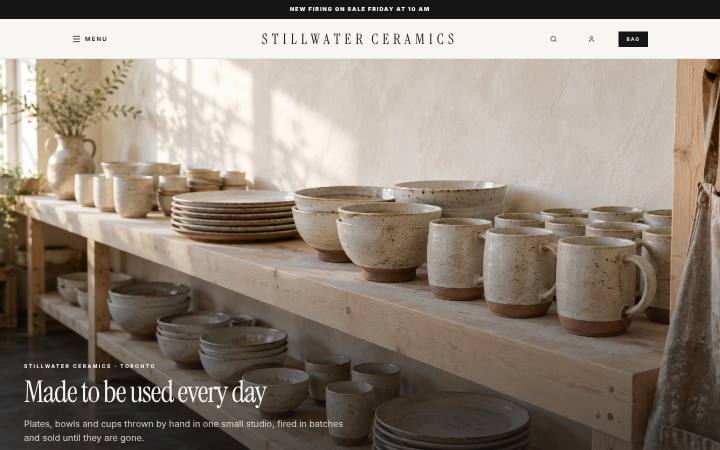 NEW FIRING ON SALE FRIDAY AT 10 AM
MENU
STILLWATER CERAMICS
BAG
STILLWATER CERAMICS · TORONTO
Made to be used every day
Plates, bowls and cups thrown by hand in one small studio, fired in batches
and sold until they are gone.